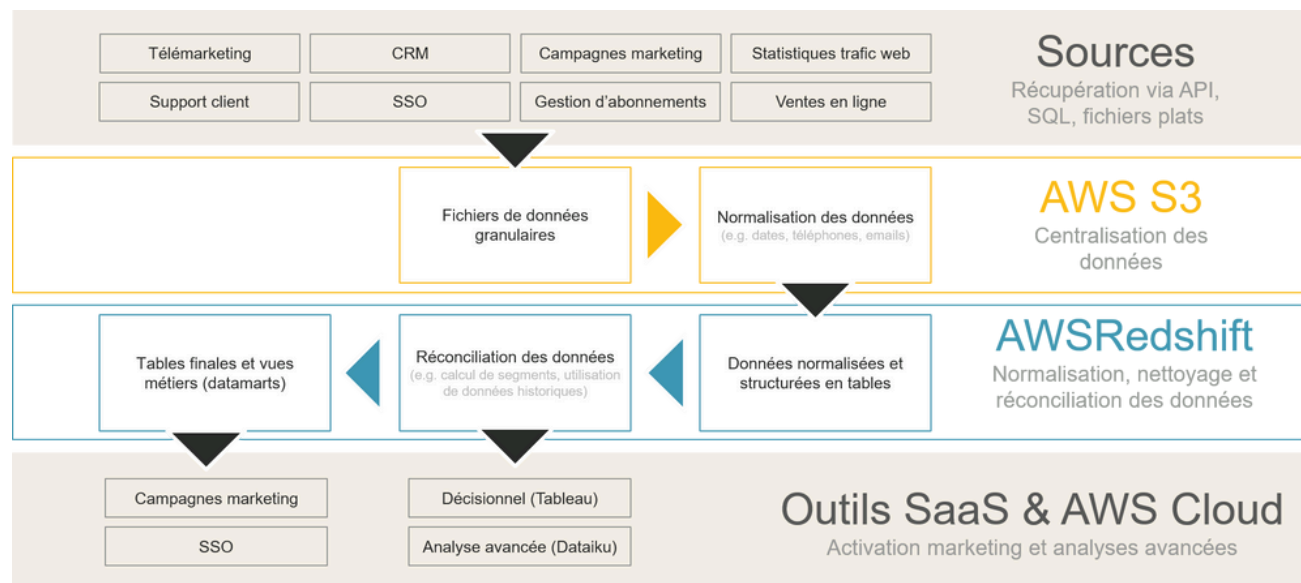 Télémarketing
CRM
Campagnes marketing
Statistiques trafic web
Support client
SSO
Gestion d'abonnements
Ventes en ligne
Sources
Récupération via API,
SQL, fichiers plats
Fichiers de données
granulaires
Normalisation des données
(e.g. dates, téléphones, emails)
AWS S3
Centralisation des
données
Tables finales et vues
métiers (datamarts)
Réconciliation des données
(e.g. calcul de segments, utilisation
de données historiques)
Données normalisées et
structurées en tables
AWSRedshift
Normalisation, nettoyage et
réconciliation des données
Campagnes marketing
SSO
Décisionnel (Tableau)
Analyse avancée (Dataiku)
Outils SaaS & AWS Cloud
Activation marketing et analyses avancées